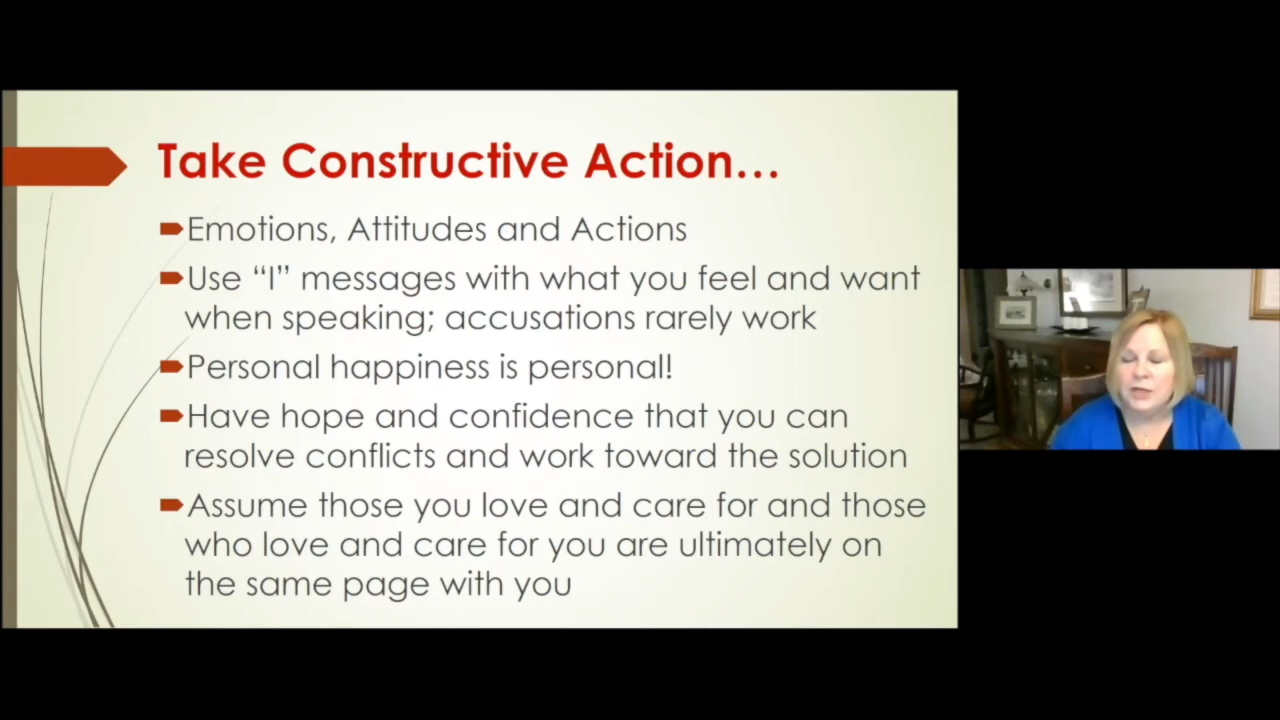 Take Constructive Action...
Emotions, Attitudes and Actions
Use “I” messages with what you feel and want
when speaking; accusations rarely work
Personal happiness is personal!
Have hope and confidence that you can
resolve conflicts and work toward the solution
Assume those you love and care for and those
who love and care for you are ultimately on
the same page with you